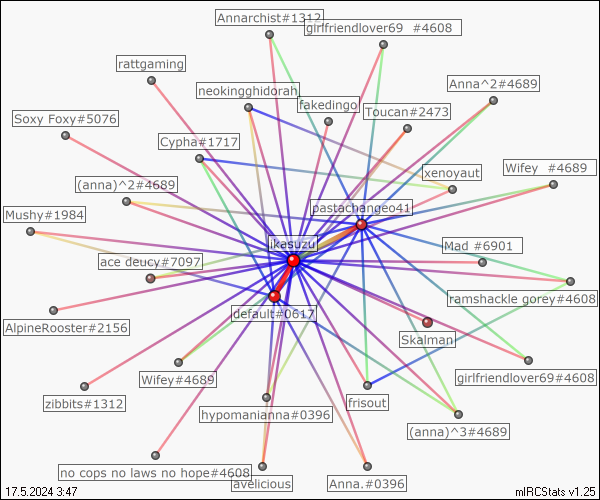 Annarchist#1312
girlfriendlover69 #4608
rattgaming
neokingghidorah
Anna^2#4689
fakedingo
Toucan#2473
Soxy Foxy#5076
Cypha#1717
xenoyaut
Wifey #4689
(anna)^2#4689
pastachangeo41
Mushy#1984
ikasuzu
Mad #6901
ace deucy#7097
ramshackle gorey#4608
default#0617
AlpineRooster#2156
Skalman
Wifey#4689
girlfriendlover69#4608
zibbits#1312
hypomanianna#0396
frisout
(anna)^3#4689
no cops no laws no hope#4608
avelicious
Anna.#0396
17.5.2024 3:47
mIRCStats v1.25